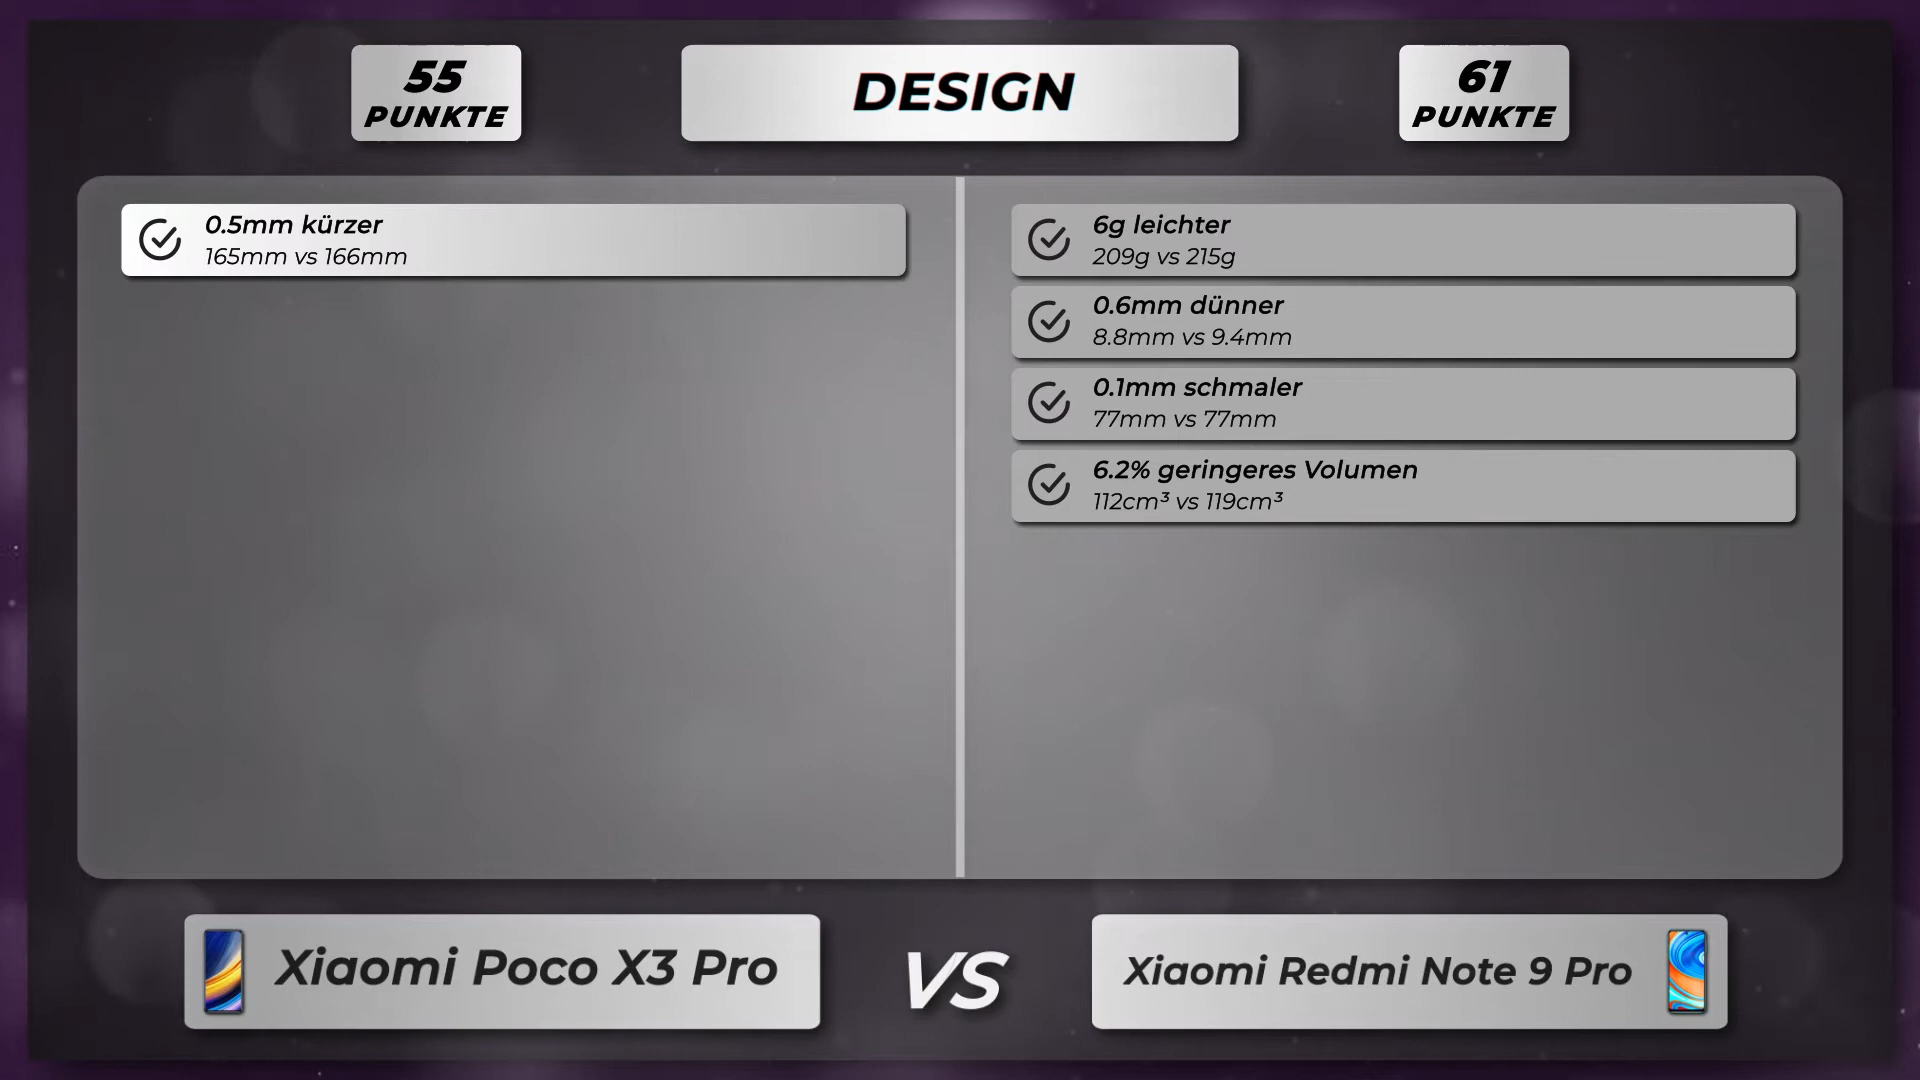 55
PUNKTE
DESIGN
61
PUNKTE
0.5mm kürzer
165mm vs 166mm
6g leichter
209g vs 215g
0.6mm dünner
8.8mm vs 9.4mm
0.1mm schmaler
77mm vs 77mm
6.2% geringeres Volumen
112cm³ vs 119cm³
Xiaomi Poco X3 Pro
VS
Xiaomi Redmi Note 9 Pro